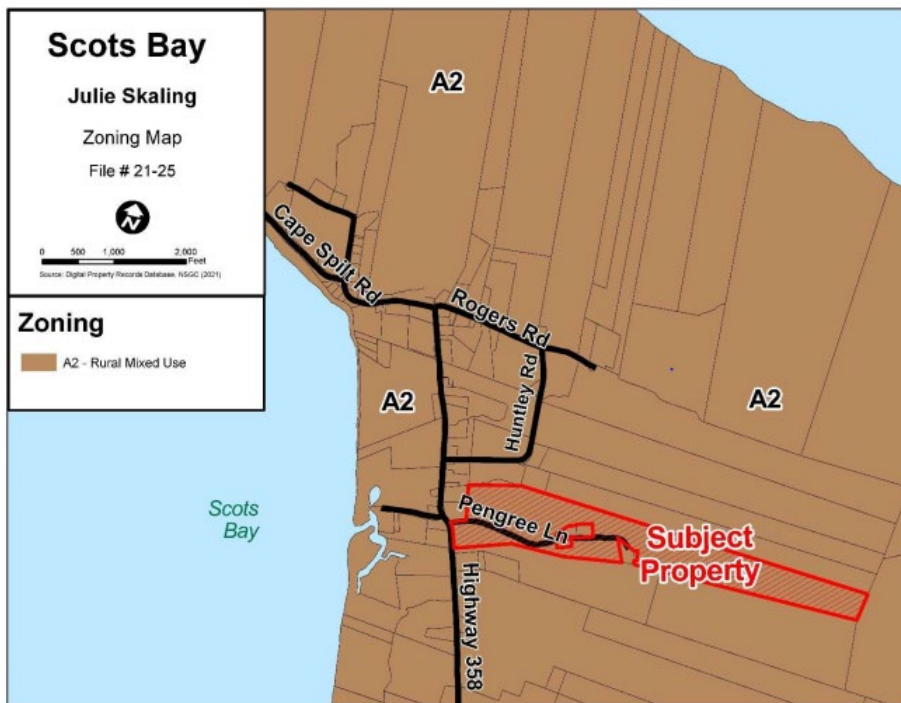 Scots Bay
Julie Skaling
Zoning Map
File # 21-25
N
0 500 1,000 2,000
Feet
Source: Digital Property Records Database, NSGC (2021)
Zoning
A2 - Rural Mixed Use
A2
Cape Spilt Rd
Rogers Rd
Huntley Rd
A2
A2
Scots
Bay
Pengree Ln
Subject
Property
Highway 358